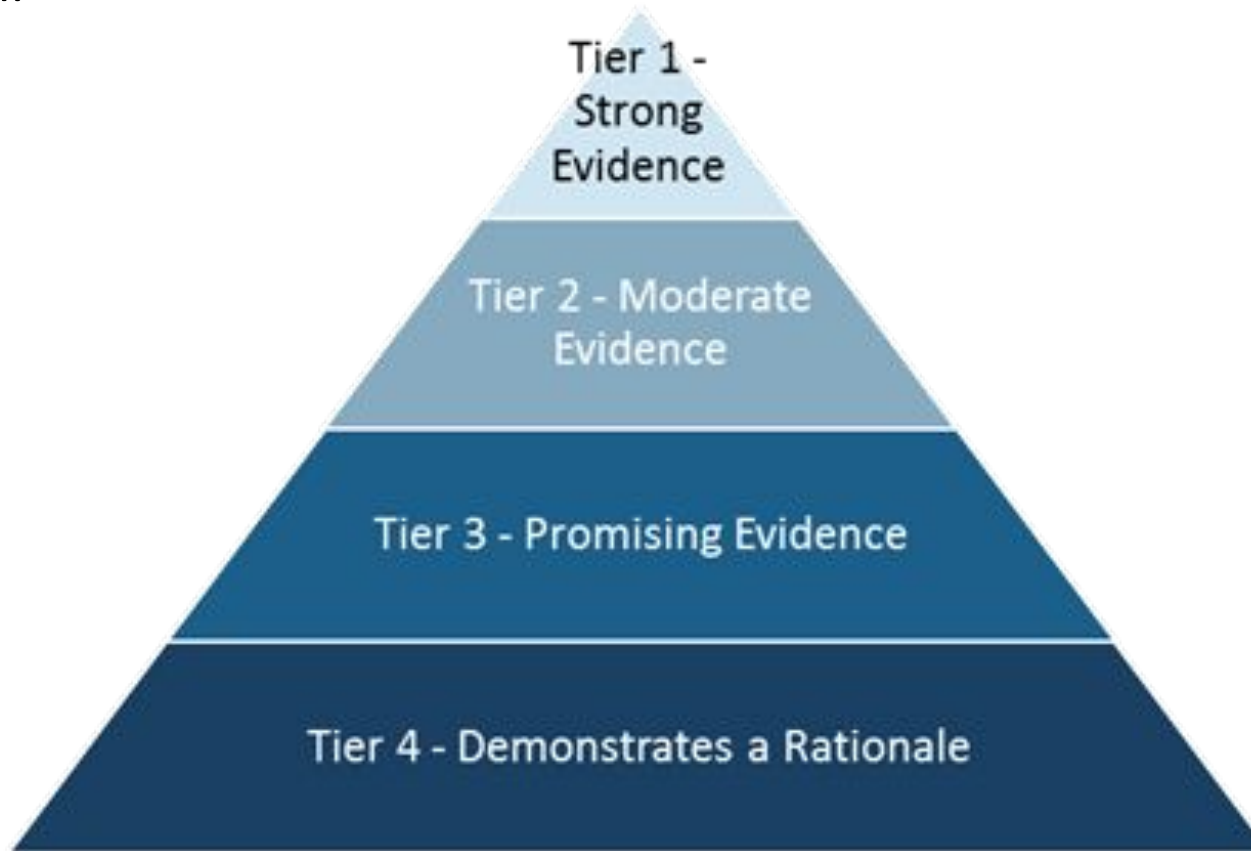 Tier 1 -
Strong
Evidence
Tier 2 - Moderate
Evidence
Tier 3 - Promising Evidence
Tier 4 - Demonstrates a Rationale